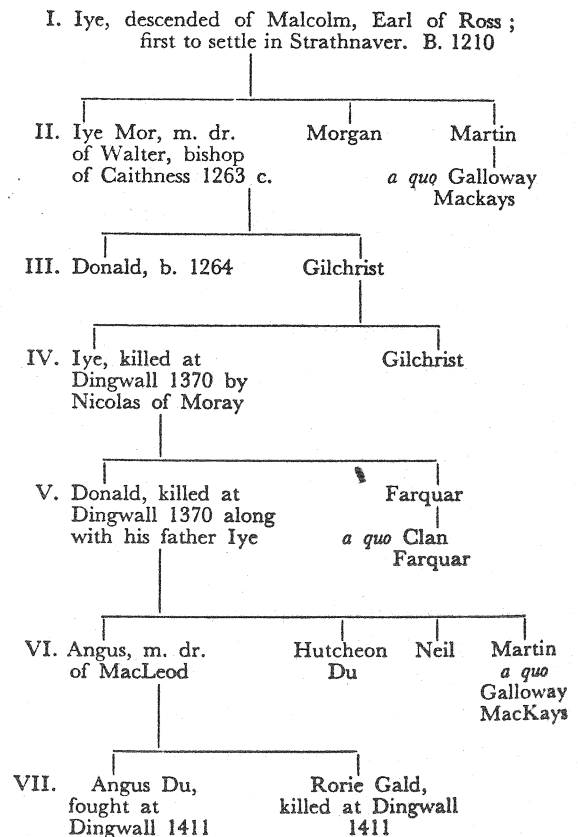 I. Iye, descended of Malcolm, Earl of Ross ;
first to settle in Strathnaver. B. 1210
II. Iye Mor, m. dr.
of Walter, bishop
of Caithness 1263 c.
Morgan
Martin
a quo Galloway
Mackays
III. Donald, b. 1264
Gilchrist
IV. Iye, killed at
Dingwall 1370 by
Nicolas of Moray
Gilchrist
V. Donald, killed at
Dingwall 1370 along
with his father Iye
Farquar
a quo Clan
Farquar
VI. Angus, m. dr.
of MacLeod
Hutcheon
Du
Neil
Martin
a quo
Galloway
MacKays
VII. Angus Du,
fought at
Dingwall 1411
Rorie Gald,
killed at Dingwall
1411